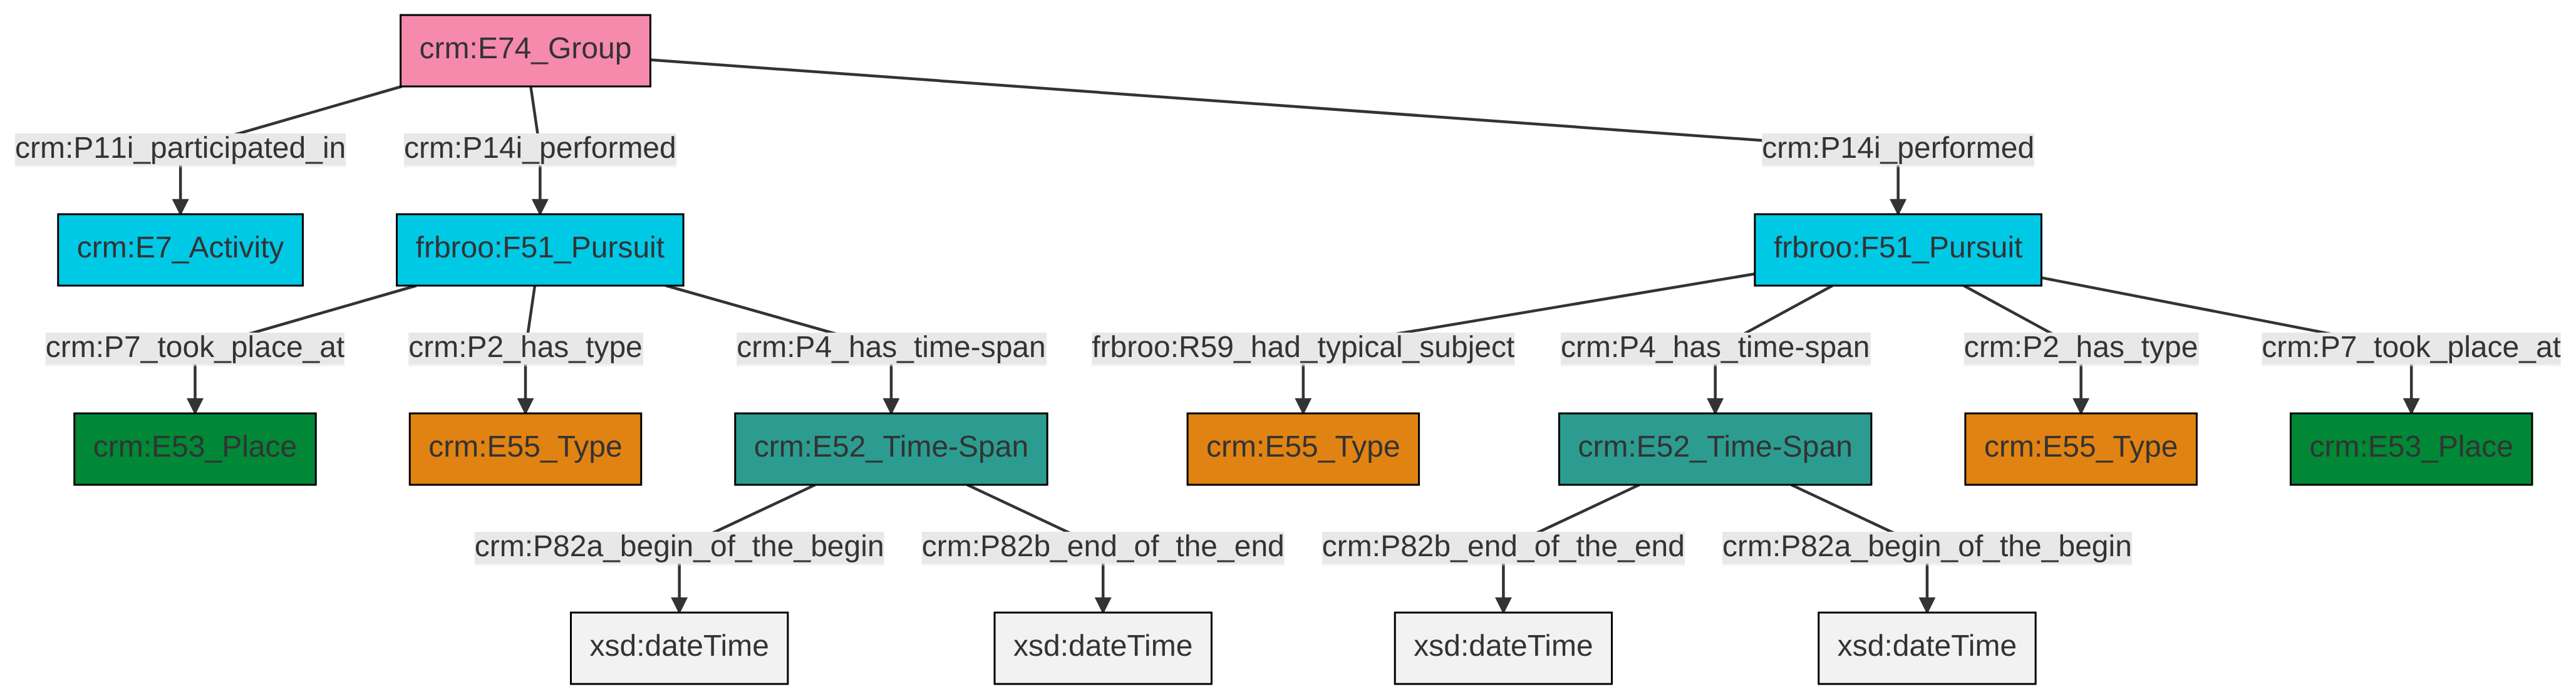 crm:E74_Group
crm:P11i_participated_in
crm:P14i_performed
crm:P14i_performed
crm:E7_Activity
frbroo:F51_Pursuit
frbroo:F51_Pursuit
crm:P7_took_place_at
crm:P2_has_type
crm:P4_has_time-span
frbroo:R59_had_typical_subject
crm:P4_has_time-span
crm:P2_has_type
crm:P7_took_place_at
crm:E53_Place
crm:E55_Type
crm:E52_Time-Span
crm:E55_Type
crm:E52_Time-Span
crm:E55_Type
crm:E53_Place
crm:P82a_begin_of_the_begin
crm:P82b_end_of_the_end
crm:P82b_end_of_the_end
crm:P82a_begin_of_the_begin
xsd:dateTime
xsd:dateTime
xsd:dateTime
xsd:dateTime